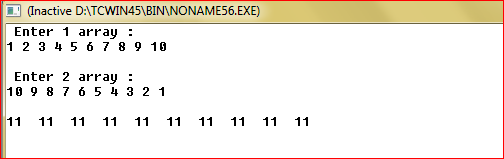 (Inactive D:\TCWIN45\BIN\NONAME56.EXE)
Enter 1 array :
1 2 3 4 5 6 7 8 9 10
Enter 2 array :
10 9 8 7 6 5 4 3 2 1
11 11 11 11 11 11 11 11 11 11